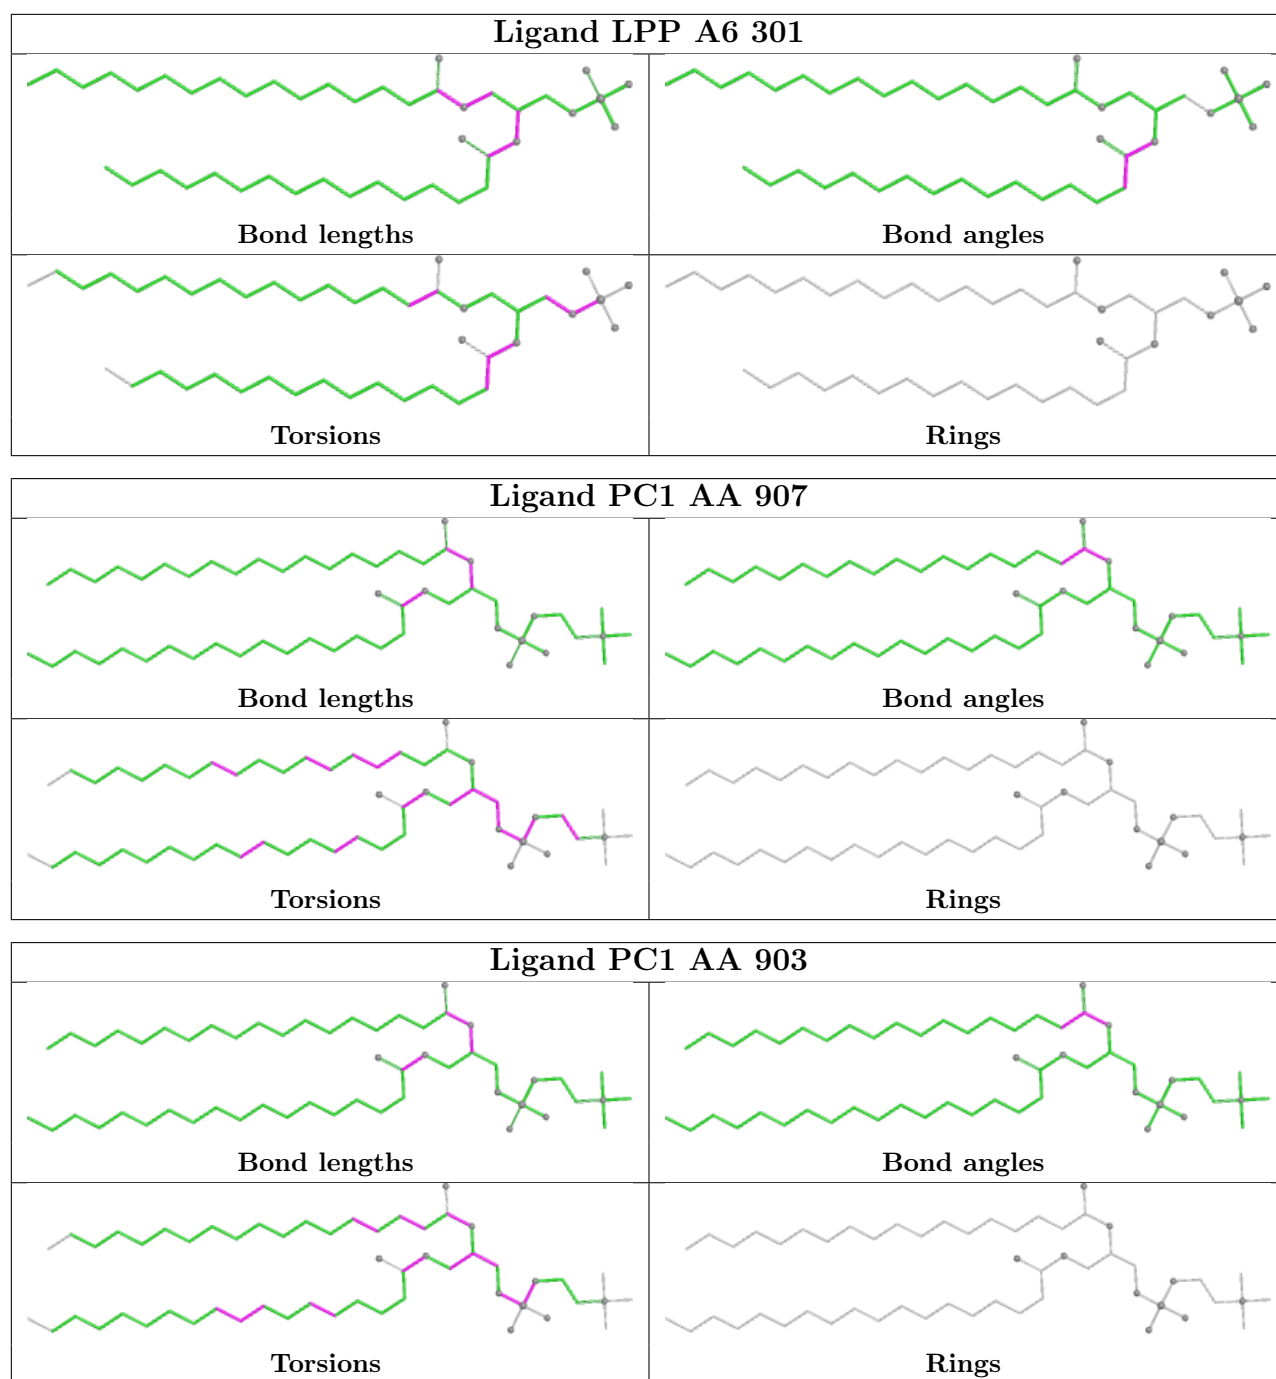 Ligand LPP A6 301
Bond lengths
Bond angles
Torsions
Rings
Ligand PC1 AA 907
Bond lengths
Bond angles
Torsions
Rings
Ligand PC1 AA 903
Bond lengths
Bond angles
Torsions
Rings